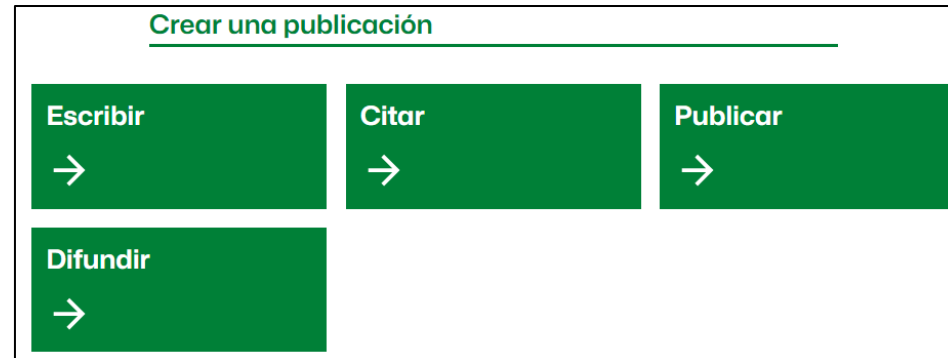 Crear una publicación
Escribir
Citar
Publicar
Difundir